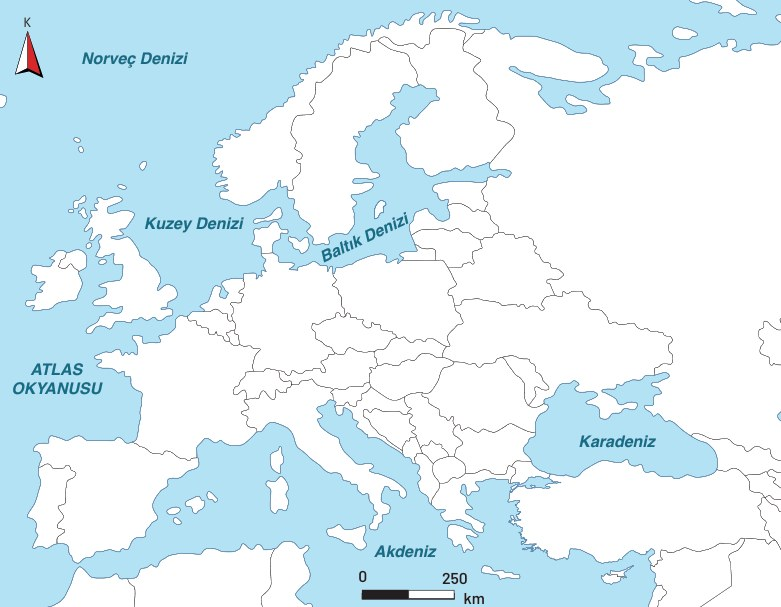 K
Norveç Denizi
Kuzey Denizi
Baltık Denizi
ATLAS
OKYANUSU
Karadeniz
Akdeniz
0 250
km